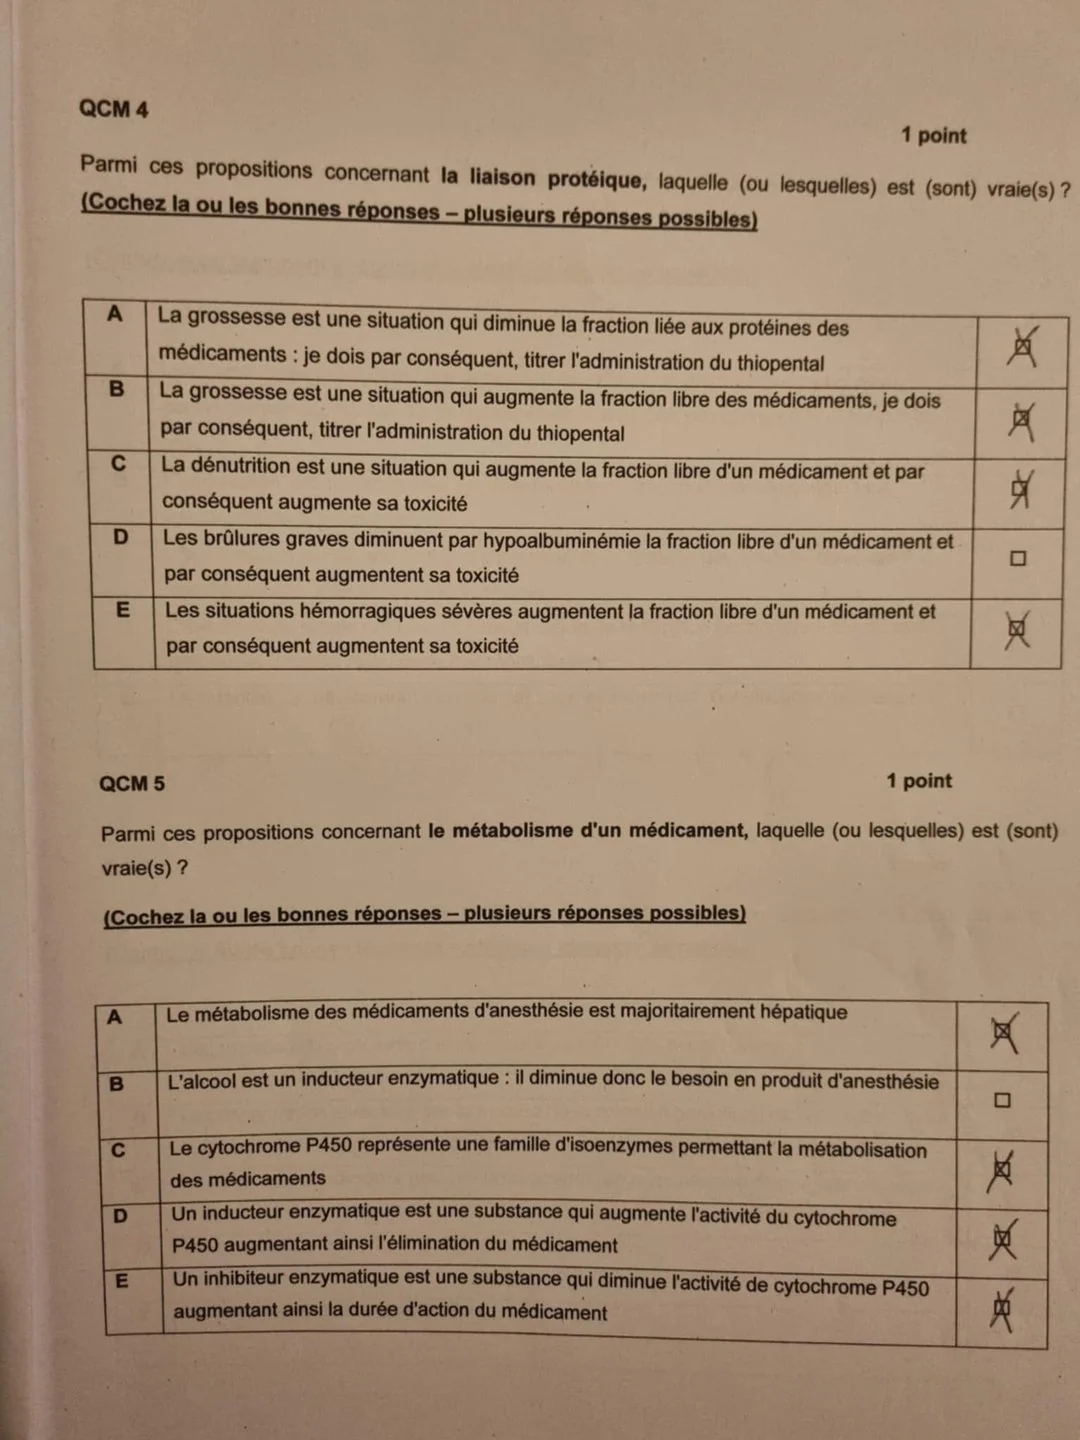 QCM 4
1 point
Parmi ces propositions concernant la liaison protéique, laquelle (ou lesquelles) est (sont) vraie(s) ?
(Cochez la ou les bonnes réponses – plusieurs réponses possibles)
A La grossesse est une situation qui diminue la fraction liée aux protéines des
médicaments : je dois par conséquent, titrer l'administration du thiopental
B La grossesse est une situation qui augmente la fraction libre des médicaments, je dois
par conséquent, titrer l'administration du thiopental
C La dénutrition est une situation qui augmente la fraction libre d'un médicament et par
conséquent augmente sa toxicité
D Les brûlures graves diminuent par hypoalbuminémie la fraction libre d'un médicament et
par conséquent augmentent sa toxicité
E Les situations hémorragiques sévères augmentent la fraction libre d'un médicament et
par conséquent augmentent sa toxicité
QCM 5
1 point
Parmi ces propositions concernant le métabolisme d'un médicament, laquelle (ou lesquelles) est (sont)
vraie(s) ?
(Cochez la ou les bonnes réponses – plusieurs réponses possibles)
A Le métabolisme des médicaments d'anesthésie est majoritairement hépatique
B L'alcool est un inducteur enzymatique : il diminue donc le besoin en produit d'anesthésie
C Le cytochrome P450 représente une famille d'isoenzymes permettant la métabolisation
des médicaments
D Un inducteur enzymatique est une substance qui augmente l'activité du cytochrome
P450 augmentant ainsi l'élimination du médicament
E Un inhibiteur enzymatique est une substance qui diminue l'activité de cytochrome P450
augmentant ainsi la durée d'action du médicament